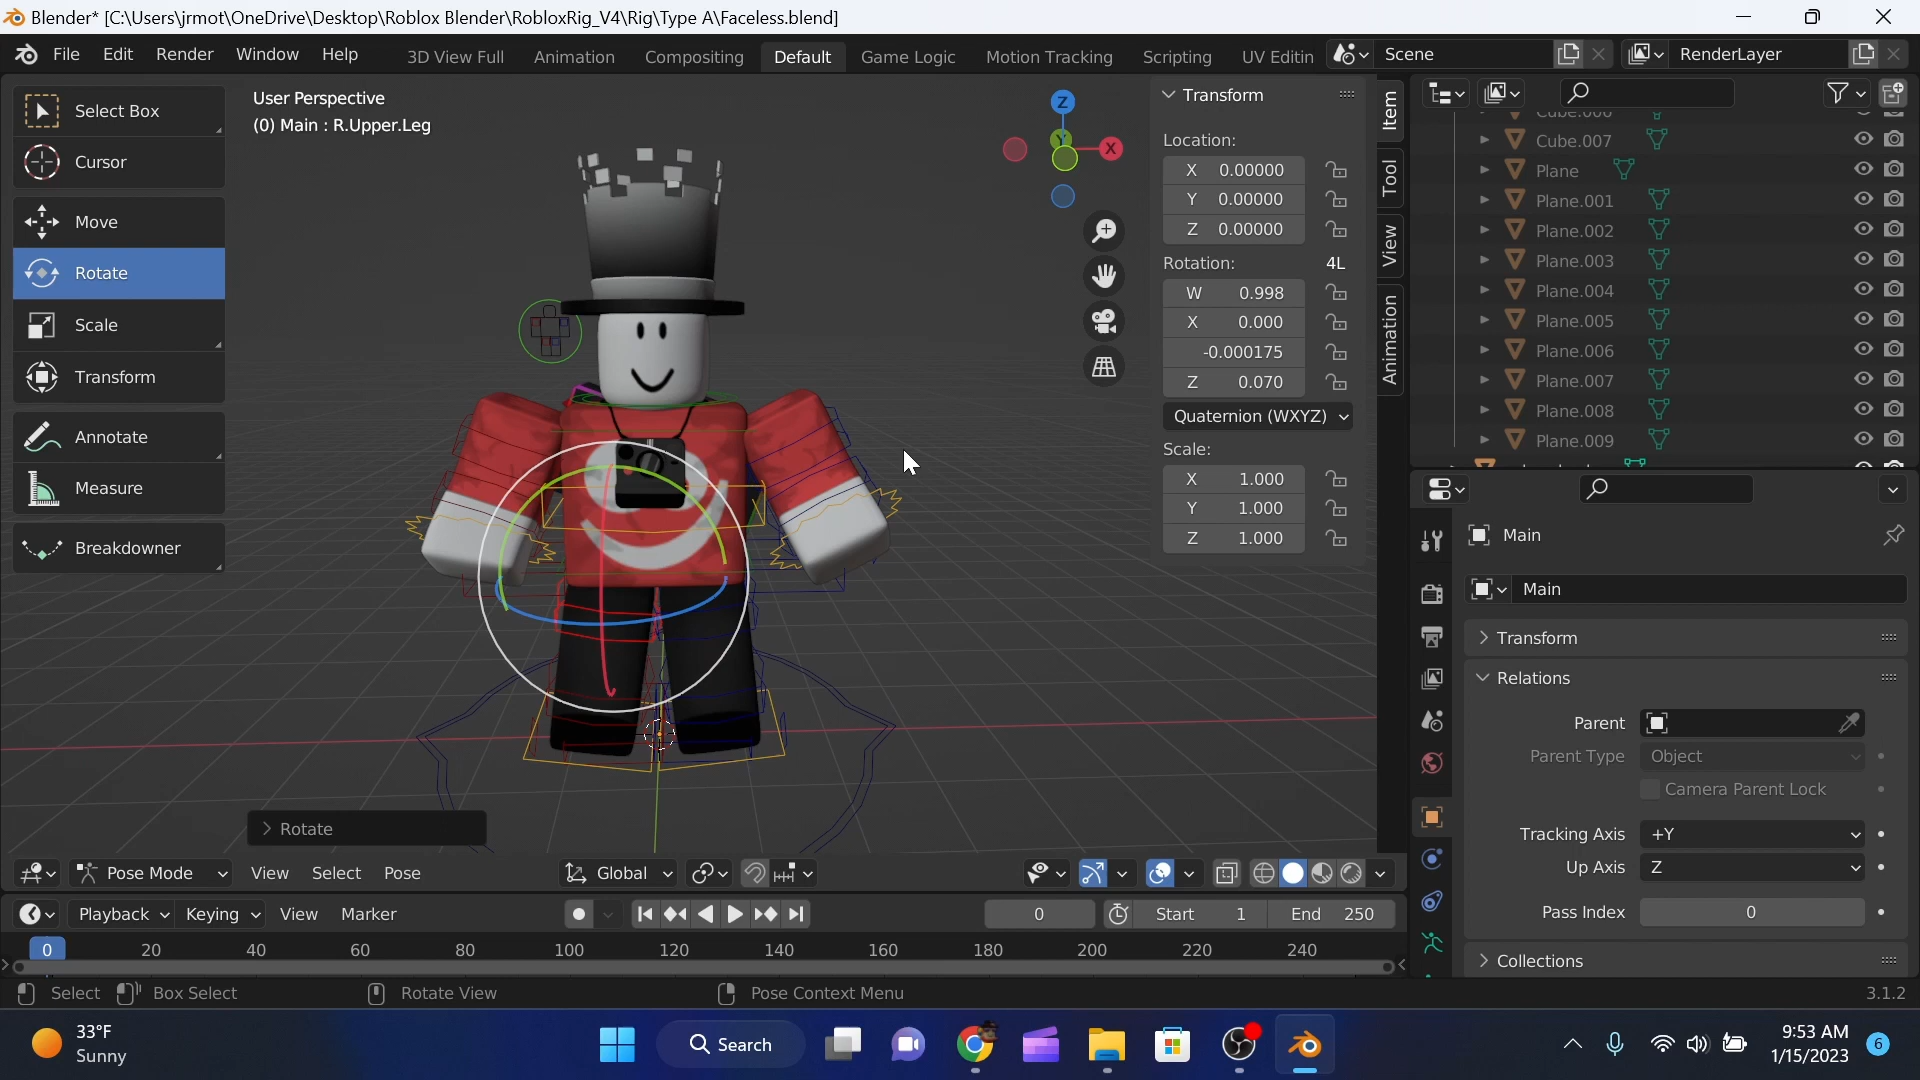 Blender* [C:\Users\jrmot\OneDrive\Desktop\Roblox Blender\RobloxRig_V4\Rig\Type A\Faceless.blend]
File Edit Render Window Help 3D View Full Animation Compositing Default Game Logic Motion Tracking Scripting UV Editin Scene RenderLayer
Select Box
Cursor
Move
Rotate
Scale
Transform
Annotate
Measure
Breakdowner
User Perspective
(0) Main : R.Upper.Leg
Z
Y
X
Rotate
Transform
Location:
X 0.00000
Y 0.00000
Z 0.00000
Rotation: 4L
W 0.998
X 0.000
-0.000175
Z 0.070
Quaternion (WXYZ)
Scale:
X 1.000
Y 1.000
Z 1.000
Item
Tool
View
Animation
Cube.006
Cube.007
Plane
Plane.001
Plane.002
Plane.003
Plane.004
Plane.005
Plane.006
Plane.007
Plane.008
Plane.009
Main
Main
Transform
Relations
Parent
Parent Type Object
Camera Parent Lock
Tracking Axis +Y
Up Axis Z
Pass Index 0
Collections
Pose Mode View Select Pose Global
Playback Keying View Marker 0 Start 1 End 250
0 20 40 60 80 100 120 140 160 180 200 220 240
Select Box Select Rotate View Pose Context Menu 3.1.2
33°F
Sunny
Search
9:53 AM
1/15/2023
6